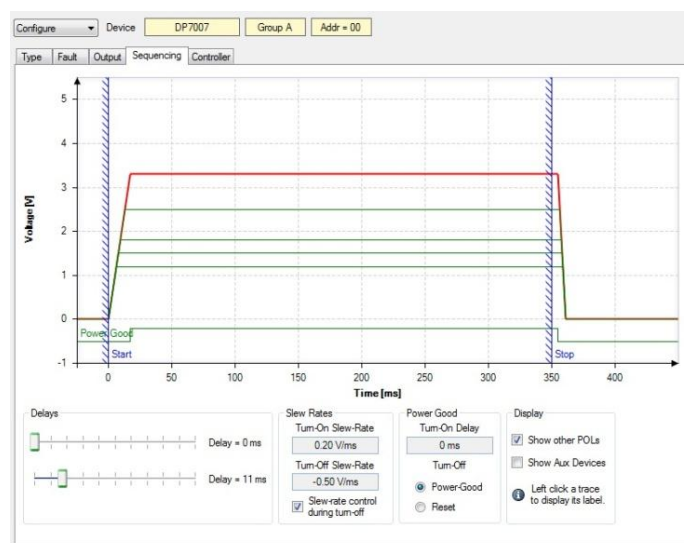 Configure Device DP7007 Group A Addr = 00
Type Fault Output Sequencing Controller
5
4
3
2
1
0
-1
Voltage [V]
Power Good
Start
Stop
0 50 100 150 200 250 300 350 400
Time [ms]
Delays
Delay = 0 ms
Delay = 11 ms
Slew Rates
Turn-On Slew-Rate
0.20 V/ms
Turn-Off Slew-Rate
-0.50 V/ms
Slew-rate control
during turn-off
Power Good
Turn-On Delay
0 ms
Turn-Off
Power-Good
Reset
Display
Show other POLs
Show Aux Devices
Left click a trace
to display its label.